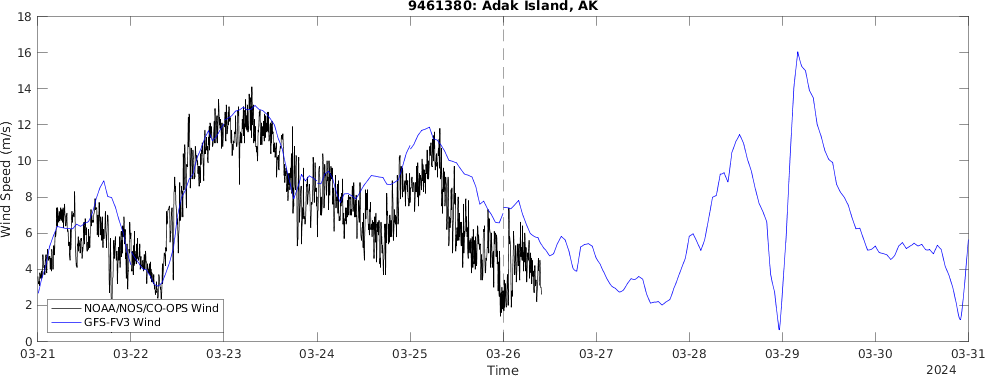 9461380: Adak Island, AK
18
16
14
12
10
8
6
4
2
0
Wind Speed (m/s)
NOAA/NOS/CO-OPS Wind
GFS-FV3 Wind
03-21 03-22 03-23 03-24 03-25 03-26 03-27 03-28 03-29 03-30 03-31
Time
2024